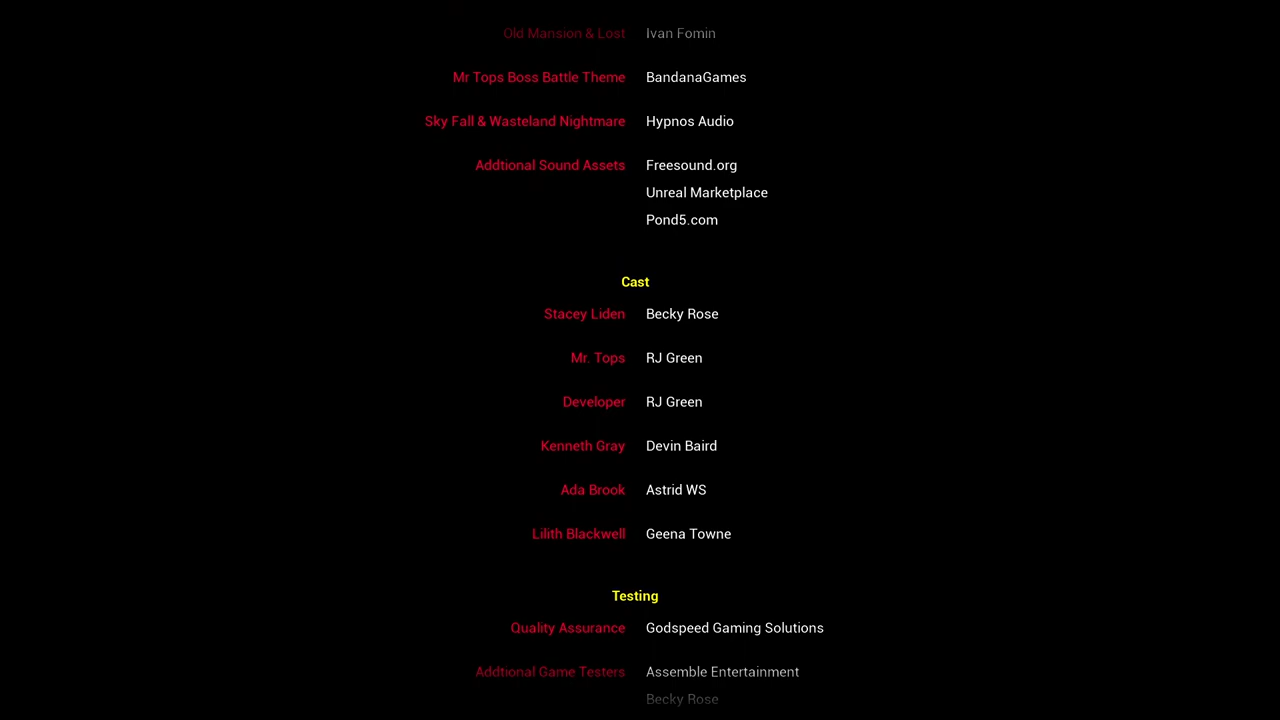 Old Mansion & Lost Ivan Fomin
Mr Tops Boss Battle Theme BandanaGames
Sky Fall & Wasteland Nightmare Hypnos Audio
Addtional Sound Assets Freesound.org
Unreal Marketplace
Pond5.com
Cast
Stacey Liden Becky Rose
Mr. Tops RJ Green
Developer RJ Green
Kenneth Gray Devin Baird
Ada Brook Astrid WS
Lilith Blackwell Geena Towne
Testing
Quality Assurance Godspeed Gaming Solutions
Addtional Game Testers Assemble Entertainment
Becky Rose